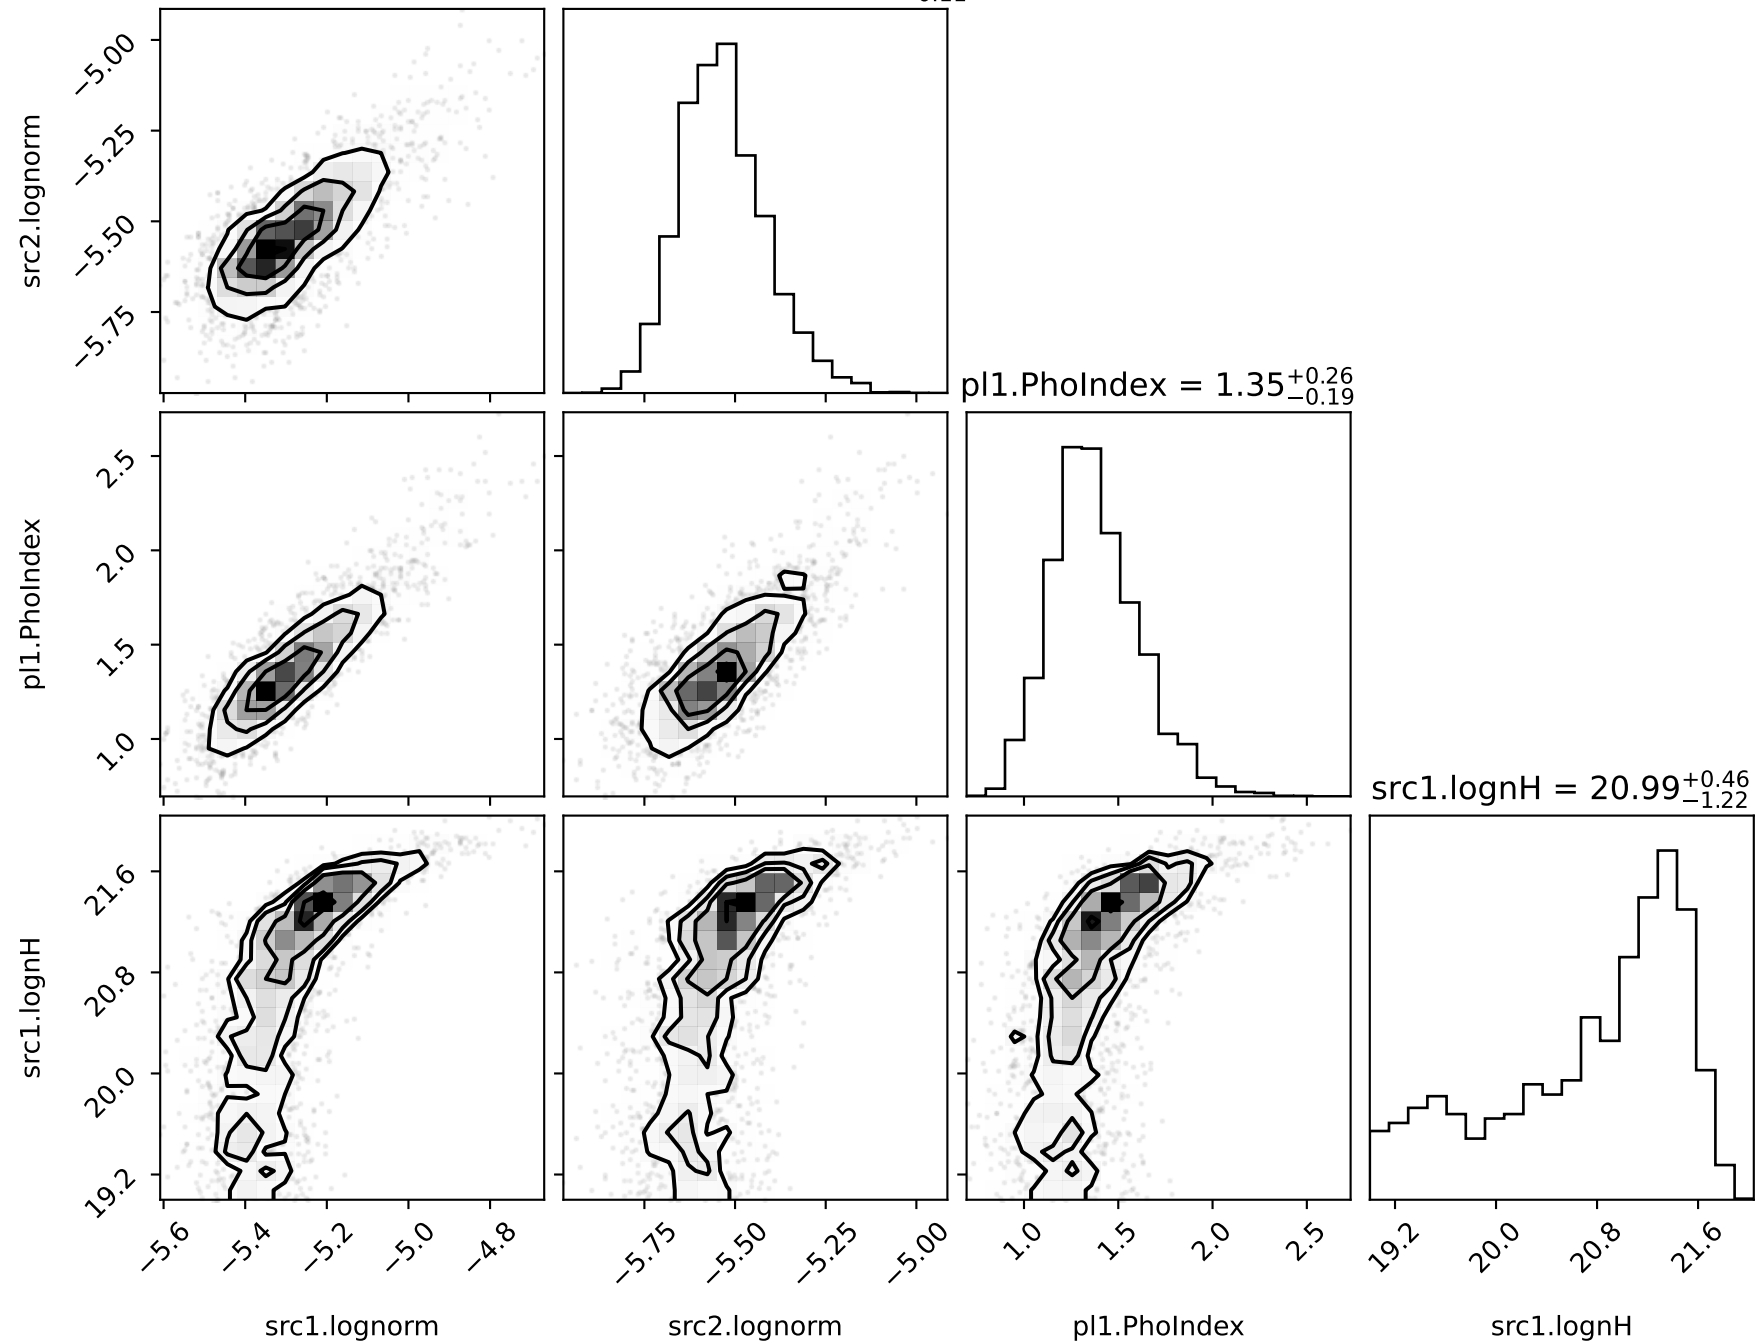 −5.00
−5.25
−5.50
−5.75
src2.lognorm
pl1.PhoIndex = 1.35+0.26−0.19
2.5
2.0
1.5
1.0
pl1.PhoIndex
src1.lognH = 20.99+0.46−1.22
21.6
20.8
20.0
19.2
src1.lognH
−5.6 −5.4 −5.2 −5.0 −4.8
−5.75 −5.50 −5.25 −5.00
1.0 1.5 2.0 2.5
19.2 20.0 20.8 21.6
src1.lognorm
src2.lognorm
pl1.PhoIndex
src1.lognH